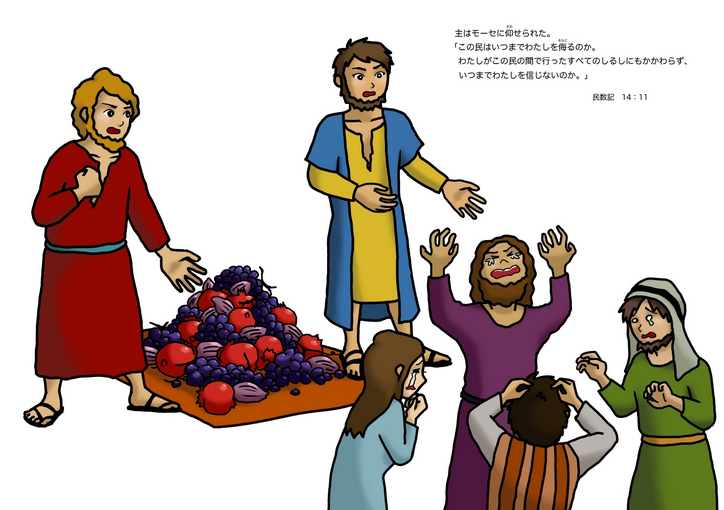 主はモーセに仰せられた。
「この民はいつまでわたしを侮るのか。
わたしがこの民の間で行ったすべてのしるしにもかかわらず、
いつまでわたしを信じないのか。」
民数記　14：11